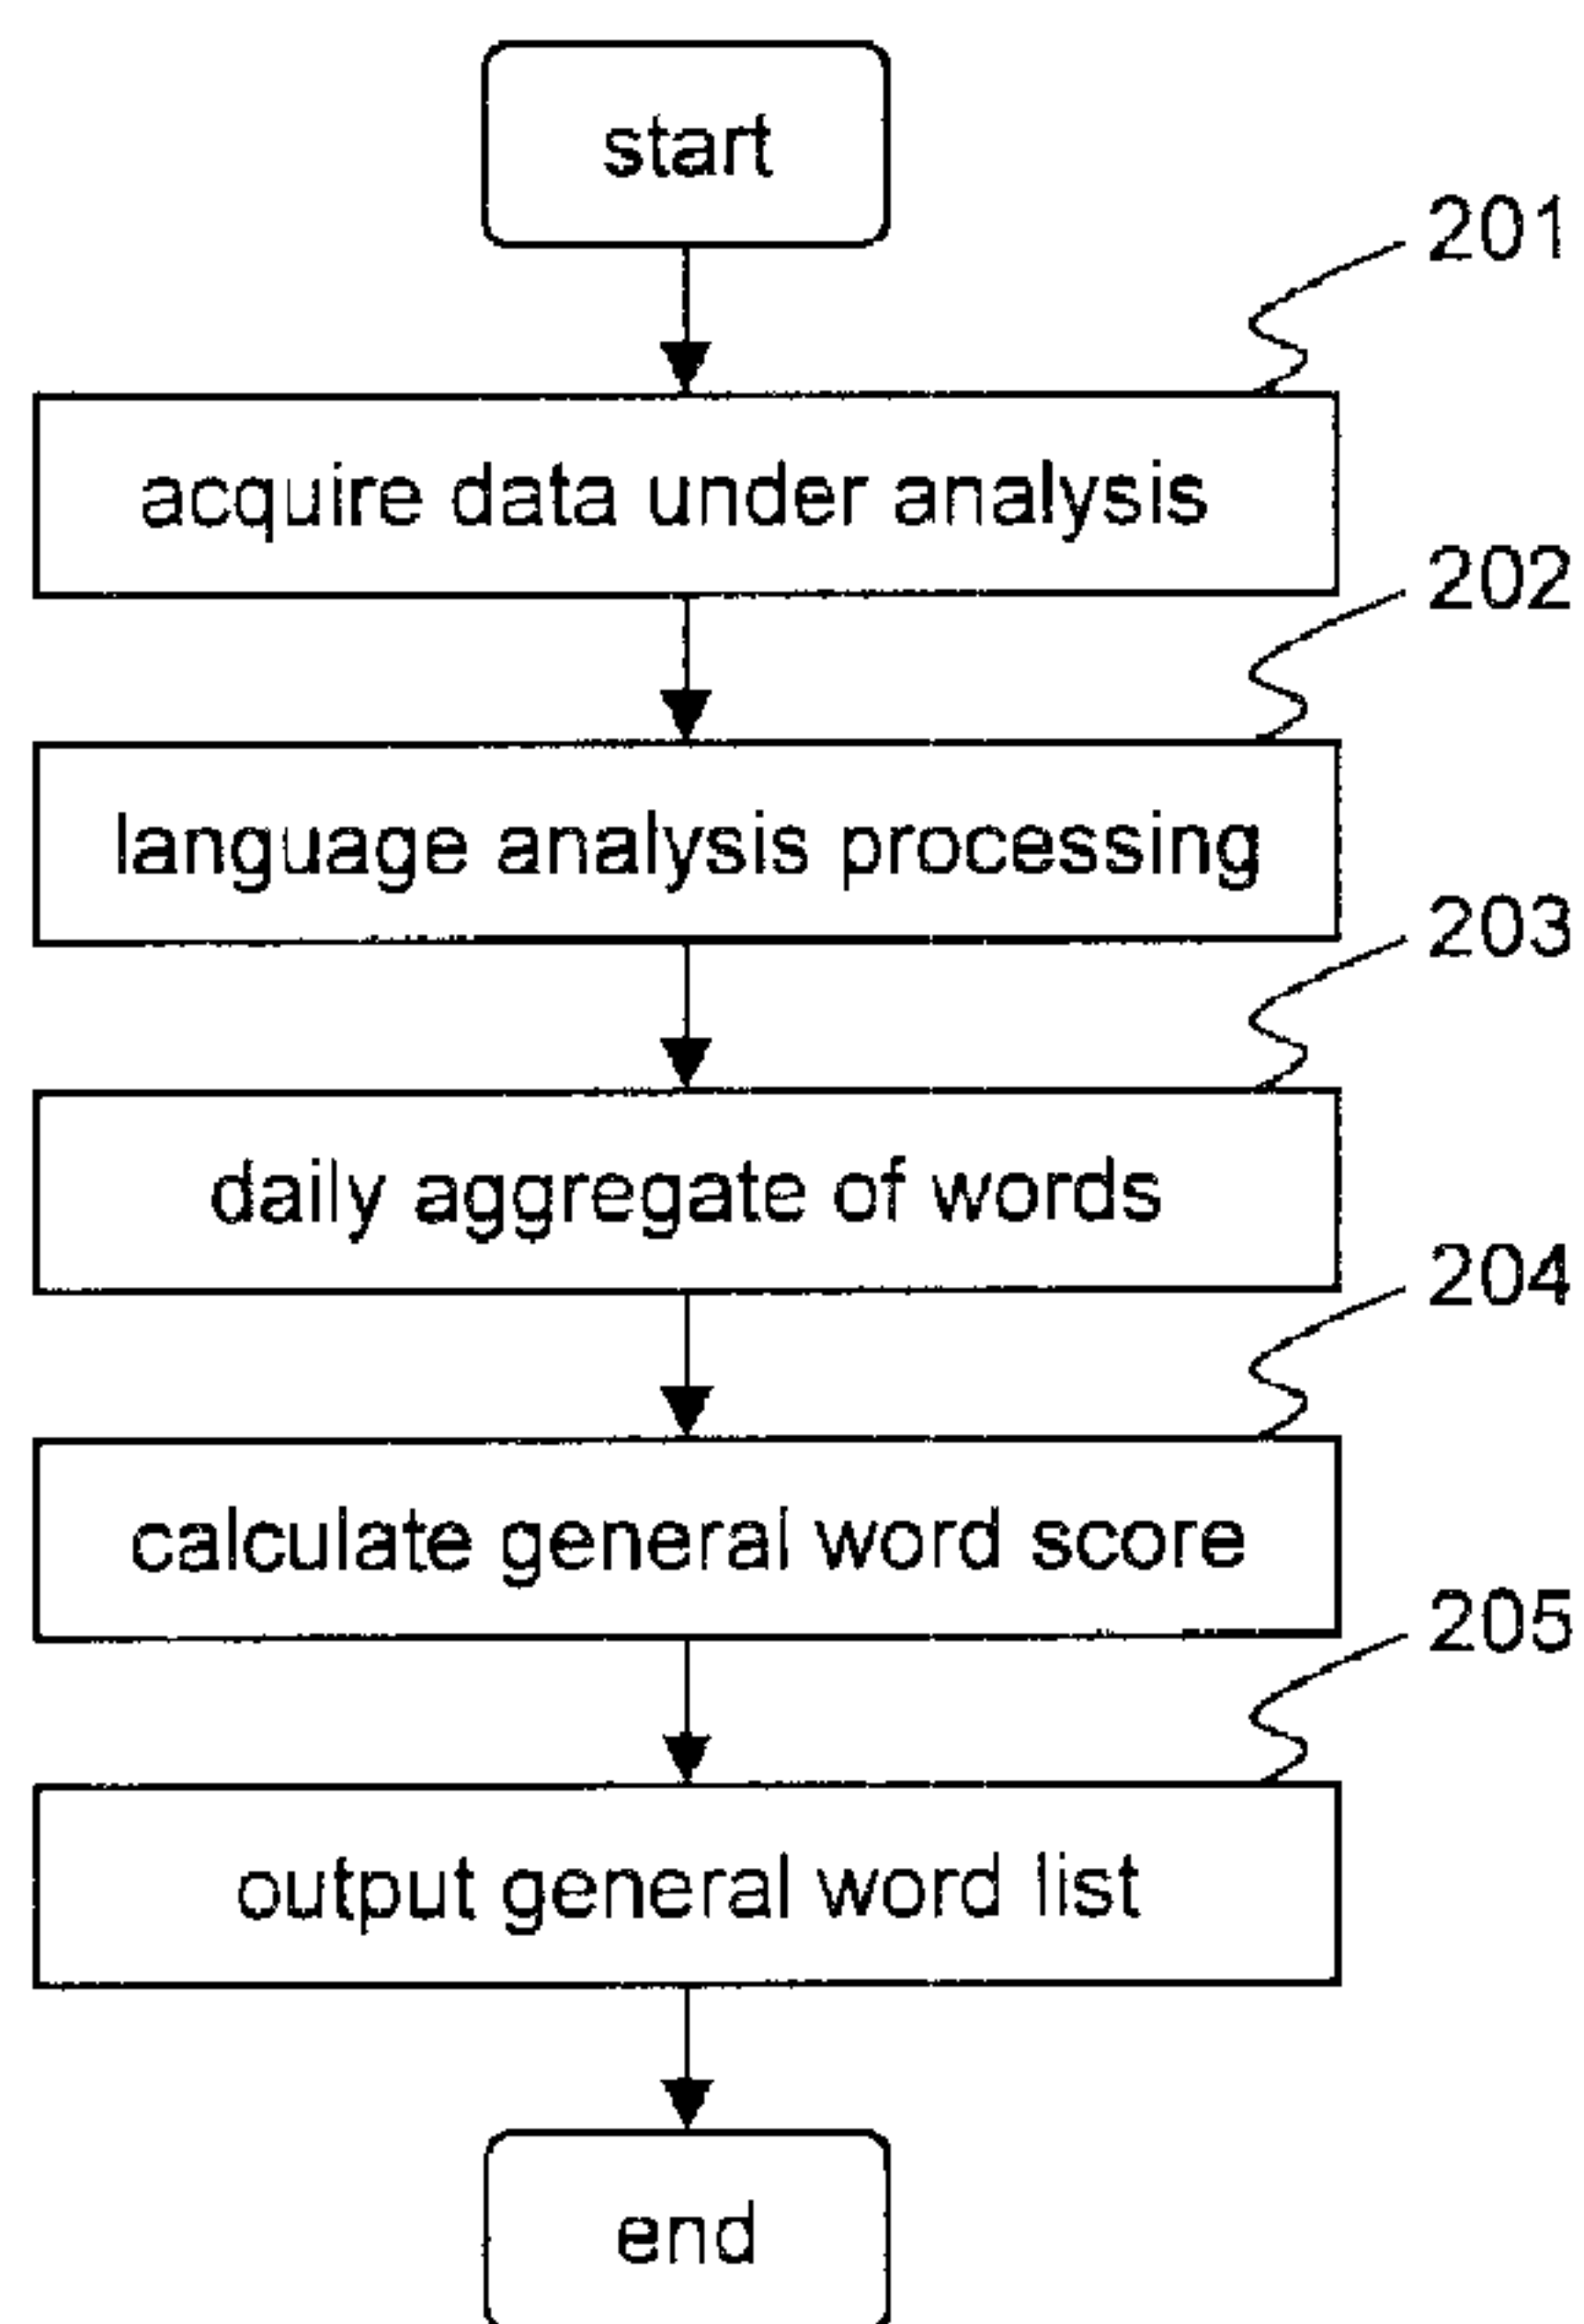 start
201
acquire data under analysis
202
language analysis processing
203
daily aggregate of words
204
calculate general word score
205
output general word list
end